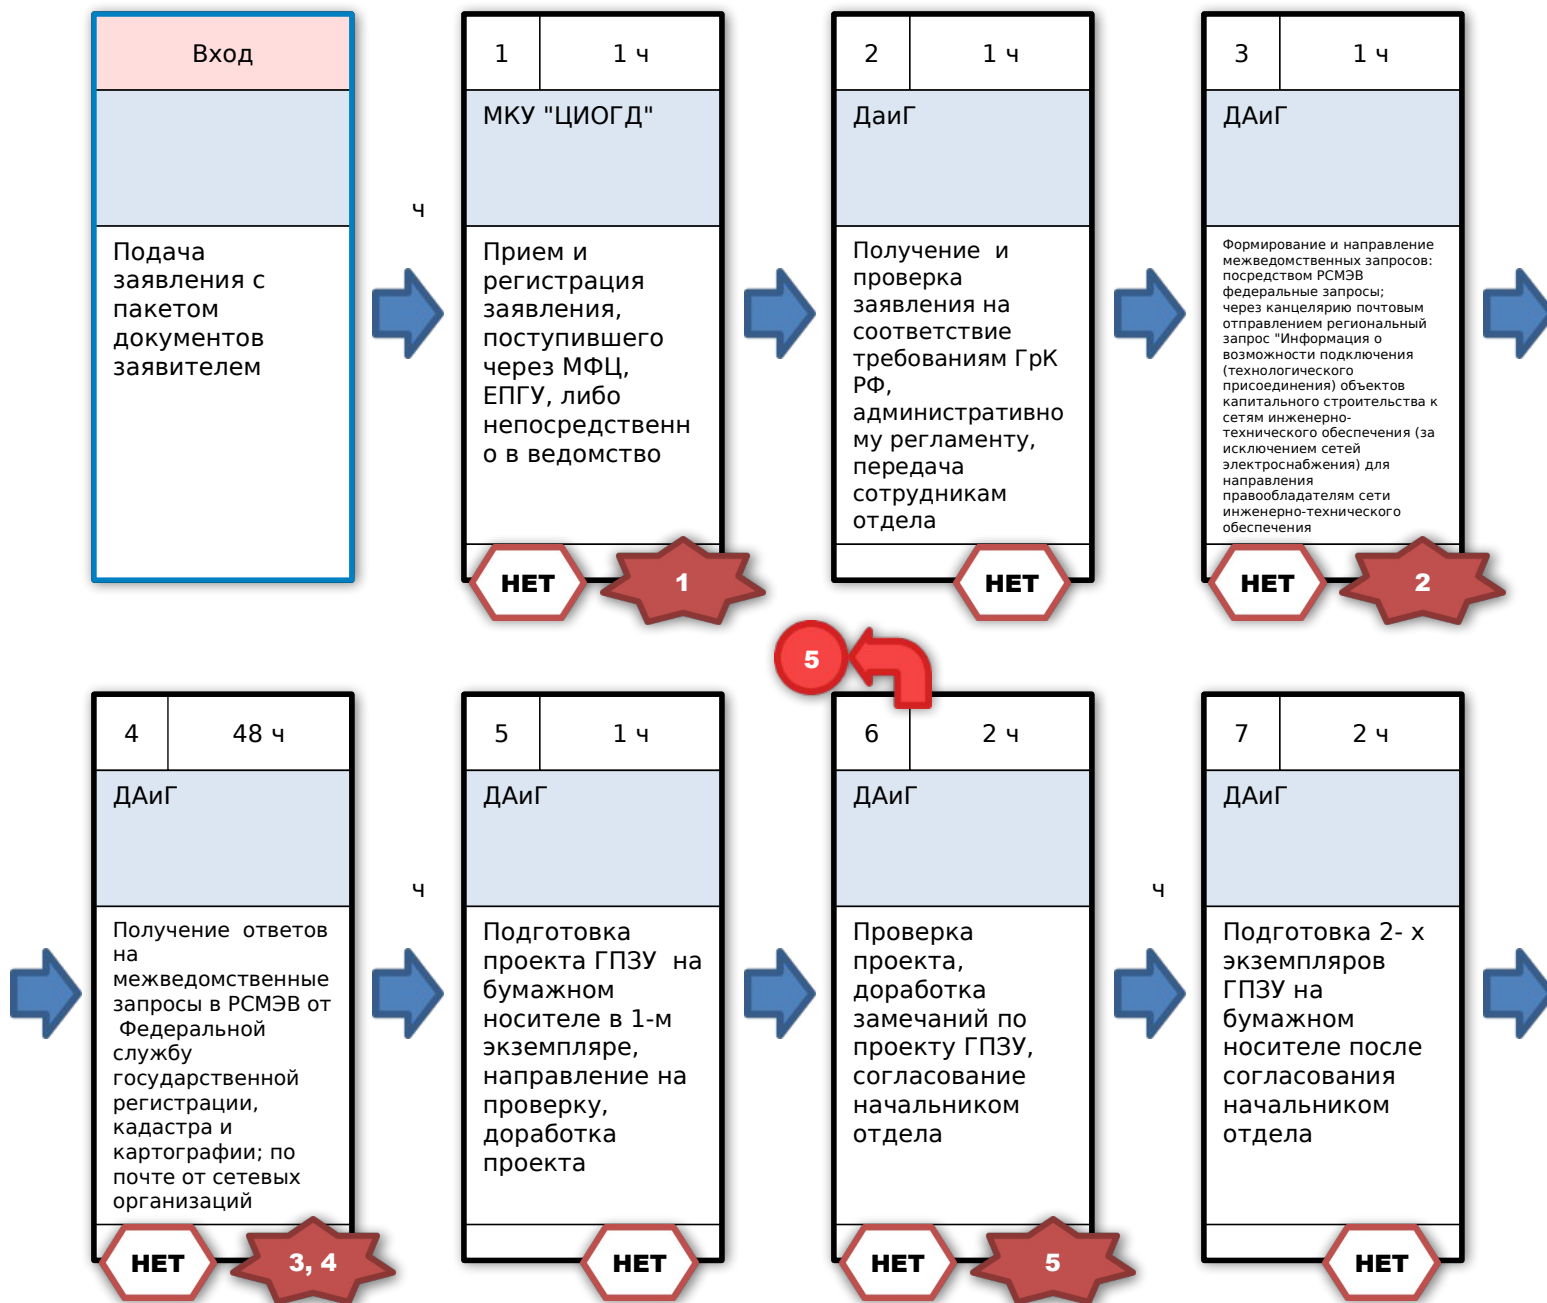 Вход
Подача
заявления с
пакетом
документов
заявителем
ч
1
1 ч
МКУ "ЦИОГД"
Прием и
регистрация
заявления,
поступившего
через МФЦ,
ЕПГУ, либо
непосредственн
о в ведомство
НЕТ
1
2
1 ч
ДаиГ
Получение и
проверка
заявления на
соответствие
требованиям ГрК
РФ,
административно
му регламенту,
передача
сотрудникам
отдела
НЕТ
3
1 ч
ДАиГ
Формирование и направление
межведомственных запросов:
посредством РСМЭВ
федеральные запросы;
через канцелярию почтовым
отправлением региональный
запрос "Информация о
возможности подключения
(технологического
присоединения) объектов
капитального строительства к
сетям инженерно-
технического обеспечения (за
исключением сетей
электроснабжения) для
направления
правообладателям сети
инженерно-технического
обеспечения
НЕТ
2
4
48 ч
ДАиГ
Получение ответов
на
межведомственные
запросы в РСМЭВ от
Федеральной
службу
государственной
регистрации,
кадастра и
картографии; по
почте от сетевых
организаций
НЕТ
3, 4
ч
5
1 ч
ДАиГ
Подготовка
проекта ГПЗУ на
бумажном
носителе в 1-м
экземпляре,
направление на
проверку,
доработка
проекта
НЕТ
5
6
2 ч
ДАиГ
Проверка
проекта,
доработка
замечаний по
проекту ГПЗУ,
согласование
начальником
отдела
НЕТ
5
ч
7
2 ч
ДАиГ
Подготовка 2- х
экземпляров
ГПЗУ на
бумажном
носителе после
согласования
начальником
отдела
НЕТ